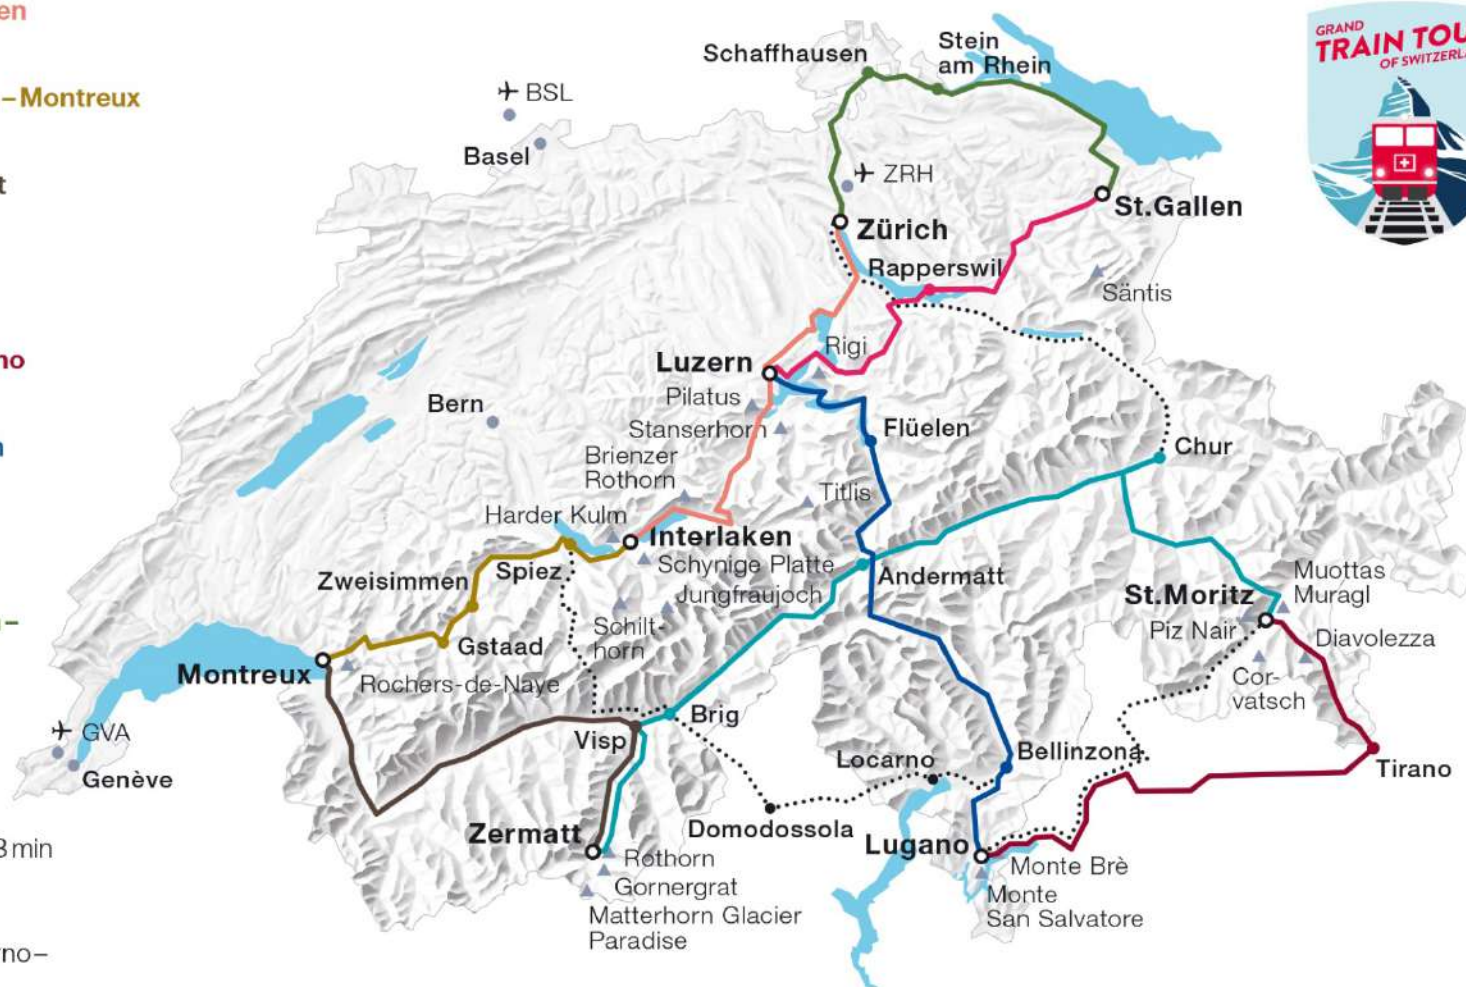 en
– Montreux
t
no
n
g–
3 min
rno–
GRAND
TRAIN TOU
OF SWITZERLA
Schaffhausen
Stein
am Rhein
BSL
Basel
ZRH
Zürich
St.Gallen
Rapperswil
Säntis
Rigi
Luzern
Pilatus
Stanserhorn
Bern
Flüelen
Brienzer
Rothorn
Titlis
Chur
Harder Kulm
Interlaken
Schynige Platte
Spiez
Zweisimmen
Jungfraujoch
Andermatt
Muottas
Muragl
St.Moritz
Piz Nair
Diavolezza
Schilt-
horn
Gstaad
Montreux
Rochers-de-Naye
Cor-
vatsch
Brig
Visp
GVA
Genève
Locarno
Bellinzona
Tirano
Domodossola
Zermatt
Lugano
Rothorn
Gornergrat
Matterhorn Glacier
Paradise
Monte Brè
Monte
San Salvatore